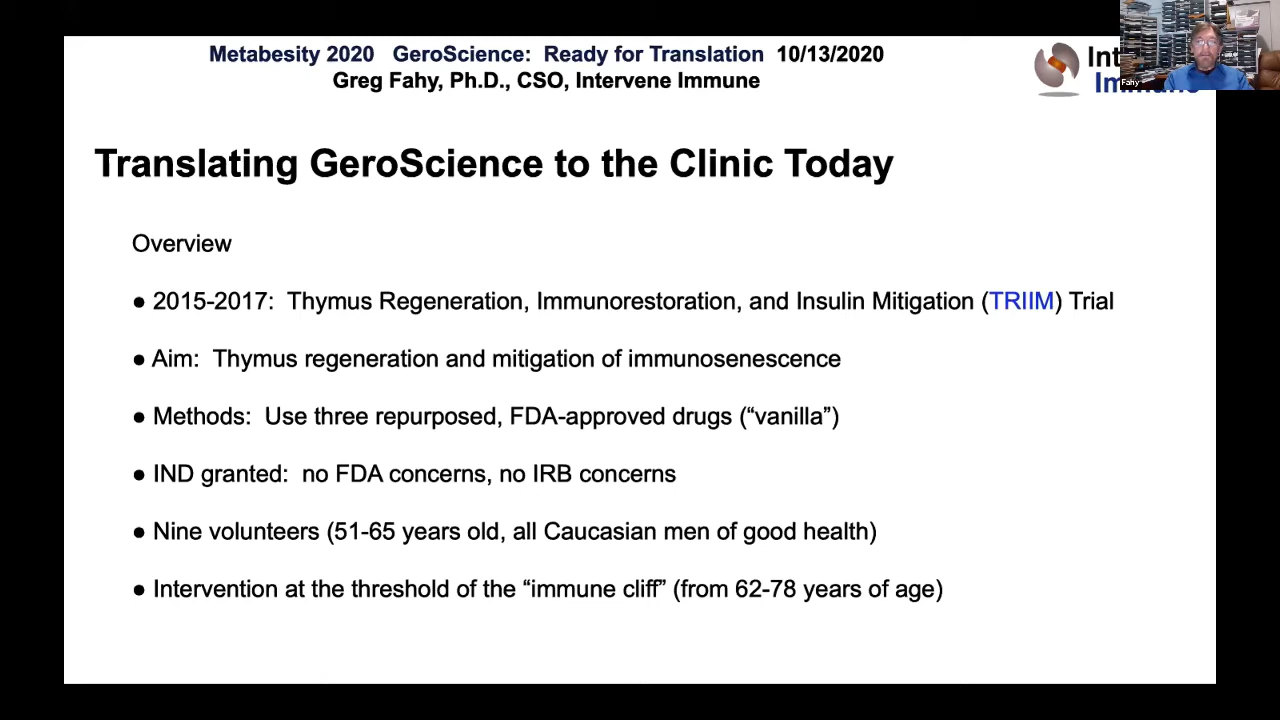 Metabesity 2020 GeroScience: Ready for Translation 10/13/2020
Greg Fahy, Ph.D., CSO, Intervene Immune
Fahy
Translating GeroScience to the Clinic Today
Overview
● 2015-2017: Thymus Regeneration, Immunorestoration, and Insulin Mitigation (TRIIM) Trial
● Aim: Thymus regeneration and mitigation of immunosenescence
● Methods: Use three repurposed, FDA-approved drugs (“vanilla”)
● IND granted: no FDA concerns, no IRB concerns
● Nine volunteers (51-65 years old, all Caucasian men of good health)
● Intervention at the threshold of the “immune cliff” (from 62-78 years of age)